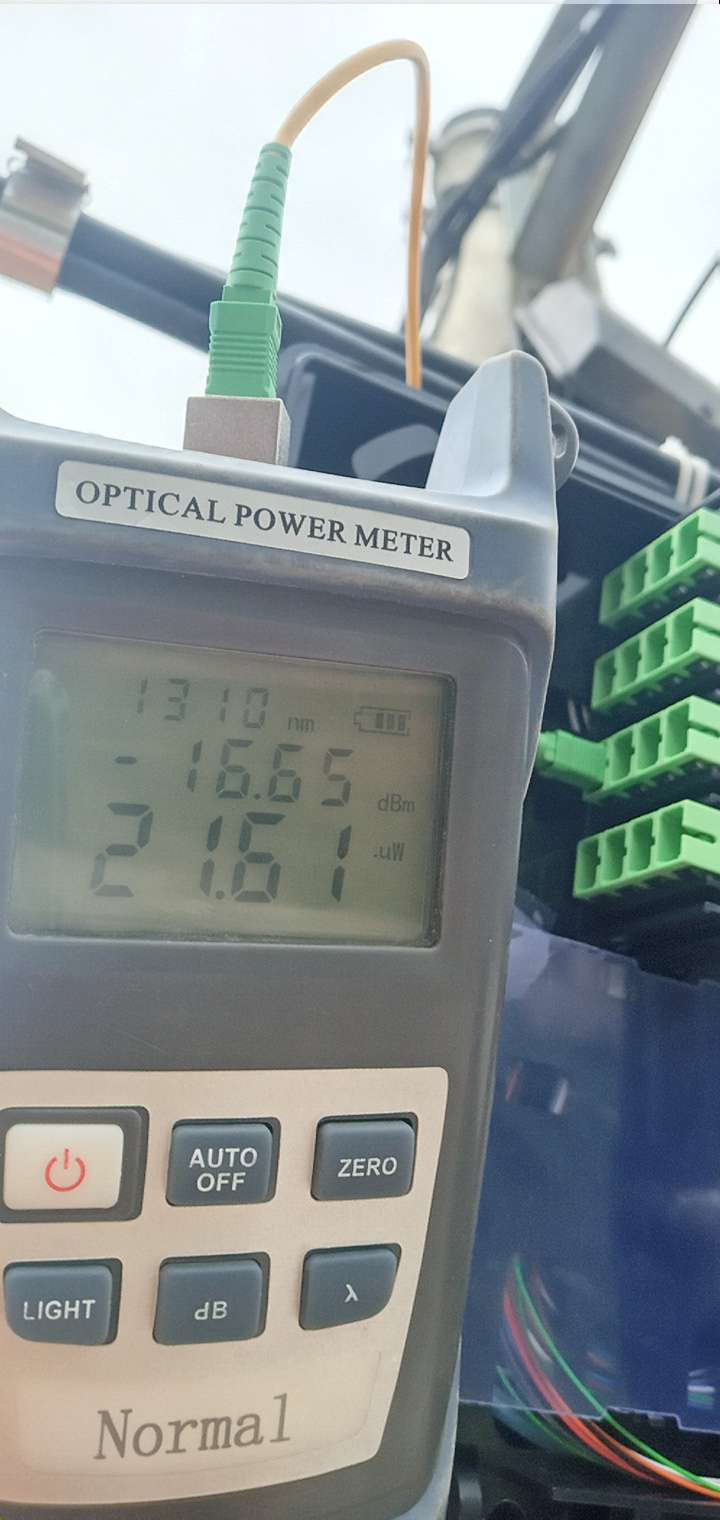 OPTICAL POWER METER
1310 nm
-16.65 dBm
21.61 uW
AUTO OFF
ZERO
LIGHT
dB
λ
Normal